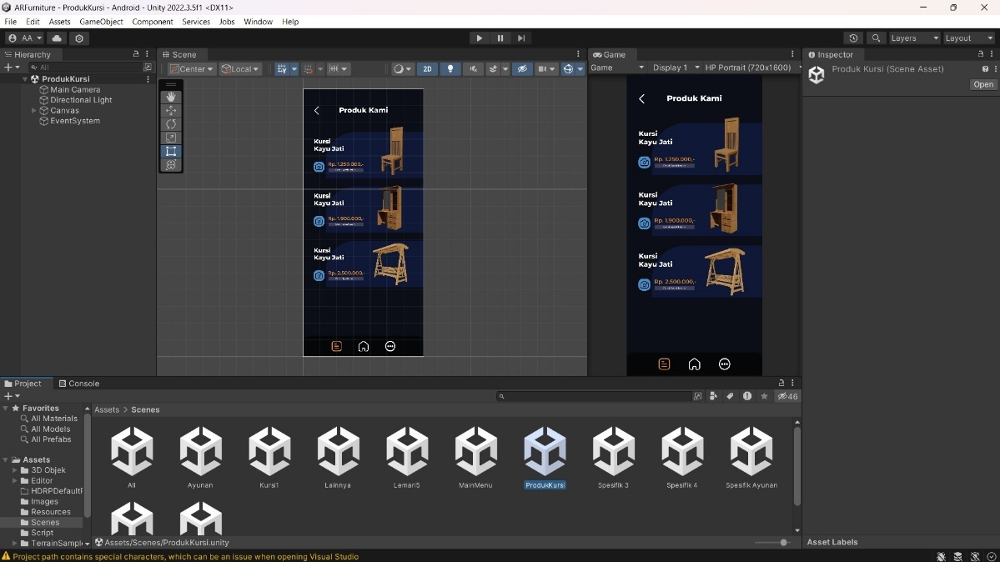 ARFurniture - ProdukKursi - Android - Unity 2022.3.5f1 <DX11>
File Edit Assets GameObject Component Services Jobs Window Help
AA Layers Layout
Hierarchy
All
ProdukKursi
Main Camera
Directional Light
Canvas
EventSystem
Scene
Center Local 2D
Produk Kami
Kursi
Kayu Jati
Rp. 1.250.000,-
Kursi
Kayu Jati
Rp. 1.900.000,-
Kursi
Kayu Jati
Rp. 2.500.000,-
Game
Game Display 1 HP Portrait (720x1600)
Produk Kami
Kursi
Kayu Jati
Rp. 1.250.000,-
Kursi
Kayu Jati
Rp. 1.900.000,-
Kursi
Kayu Jati
Rp. 2.500.000,-
Inspector
Produk Kursi (Scene Asset)
Open
Project Console
46
Favorites
All Materials
All Models
All Prefabs
Assets
3D Objek
Editor
HDRPDefaultR
Images
Resources
Scenes
Script
TerrainSampl
Assets > Scenes
All Ayunan Kursi1 Lainnya Lemari5 MainMenu ProdukKursi Spesifik 3 Spesifik 4 Spesifik Ayunan
Assets/Scenes/ProdukKursi.unity
Asset Labels
Project path contains special characters, which can be an issue when opening Visual Studio